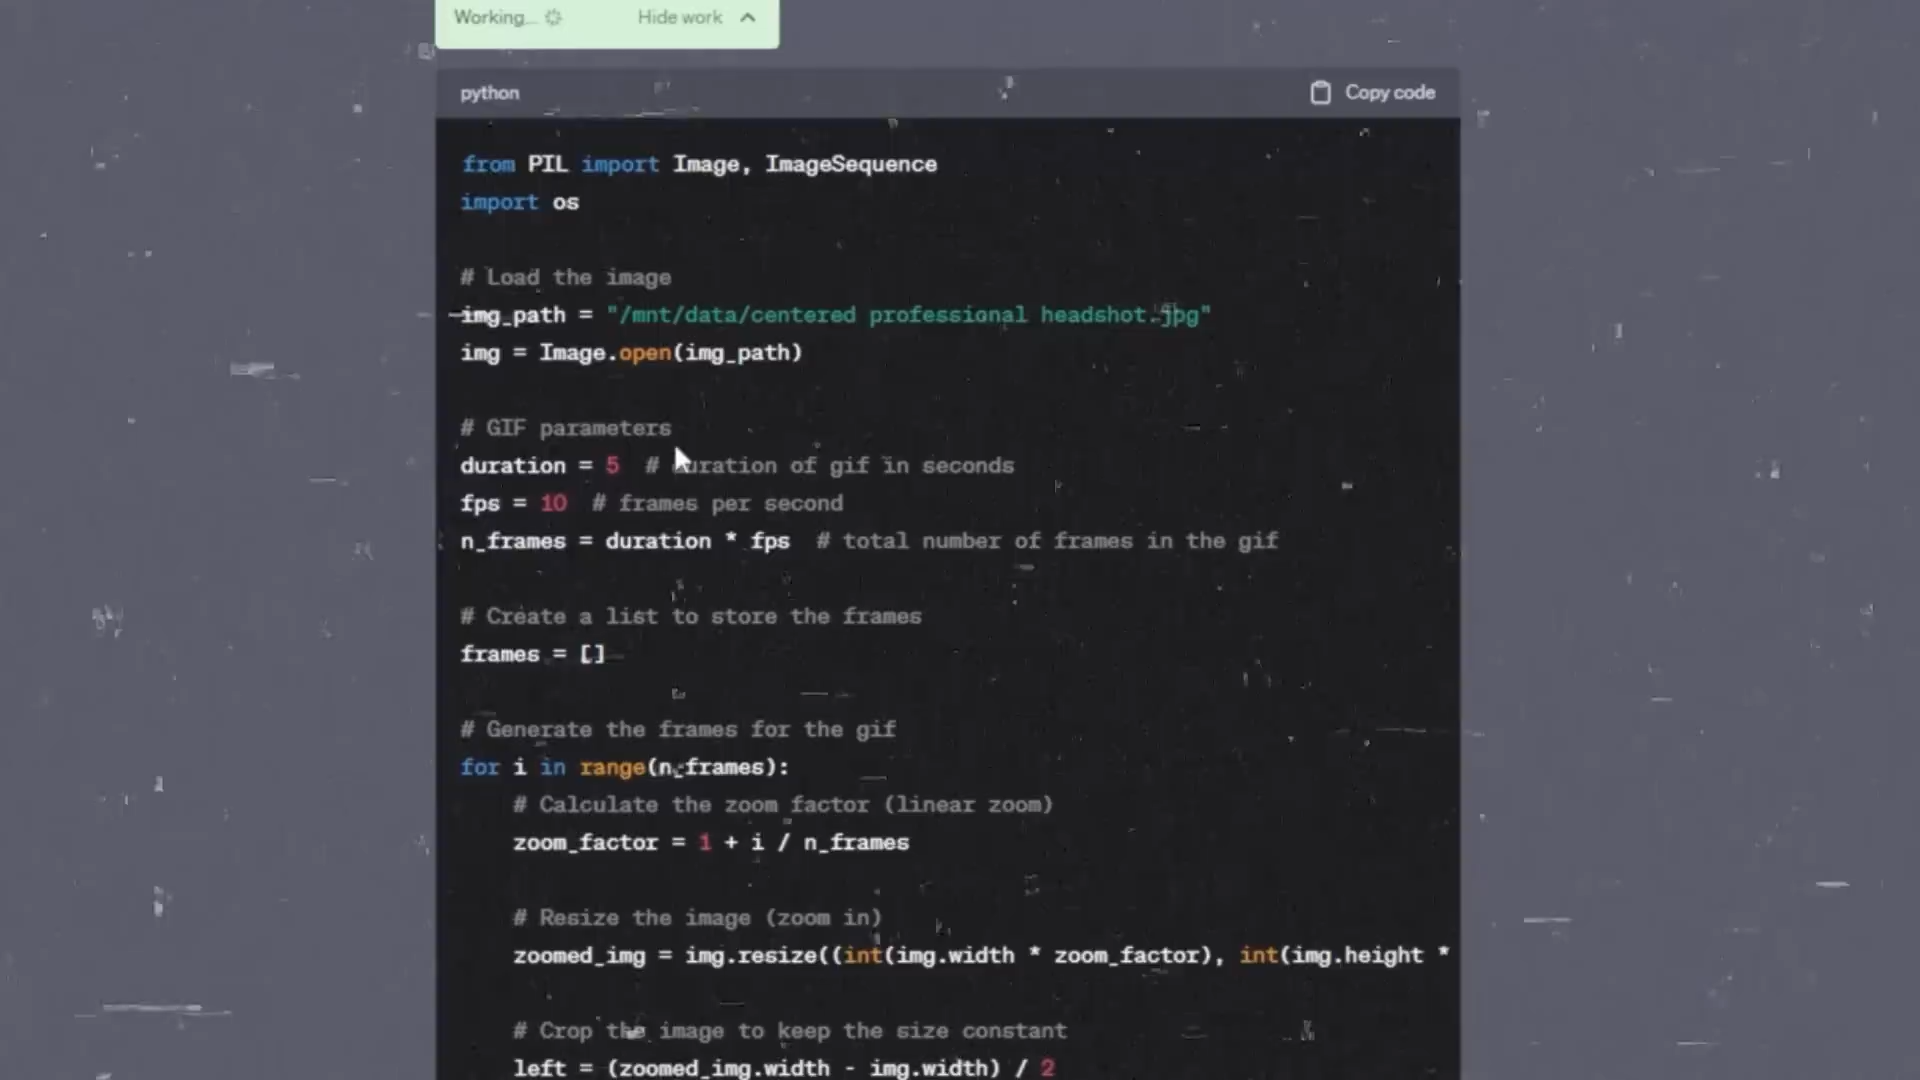 Working...
Hide work
python
Copy code
from PIL import Image, ImageSequence
import os
# Load the image
img_path = "/mnt/data/centered professional headshot.jpg"
img = Image.open(img_path)
# GIF parameters
duration = 5  # duration of gif in seconds
fps = 10  # frames per second
n_frames = duration * fps  # total number of frames in the gif
# Create a list to store the frames
frames = []
# Generate the frames for the gif
for i in range(n_frames):
    # Calculate the zoom factor (linear zoom)
    zoom_factor = 1 + i / n_frames
    # Resize the image (zoom in)
    zoomed_img = img.resize((int(img.width * zoom_factor), int(img.height *
    # Crop the image to keep the size constant
    left = (zoomed_img.width - img.width) / 2